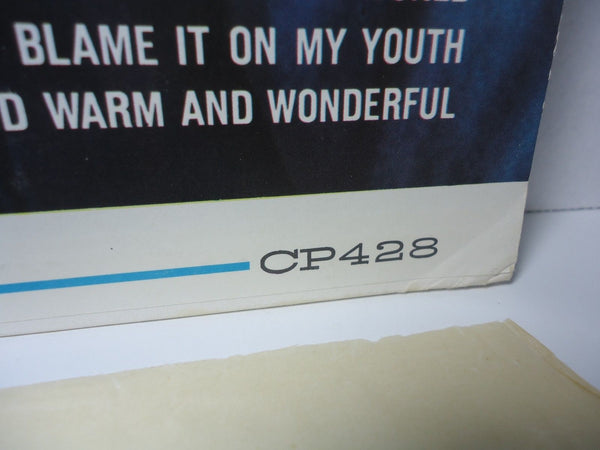 BLAME IT ON MY YOUTH
D WARM AND WONDERFUL
CP428